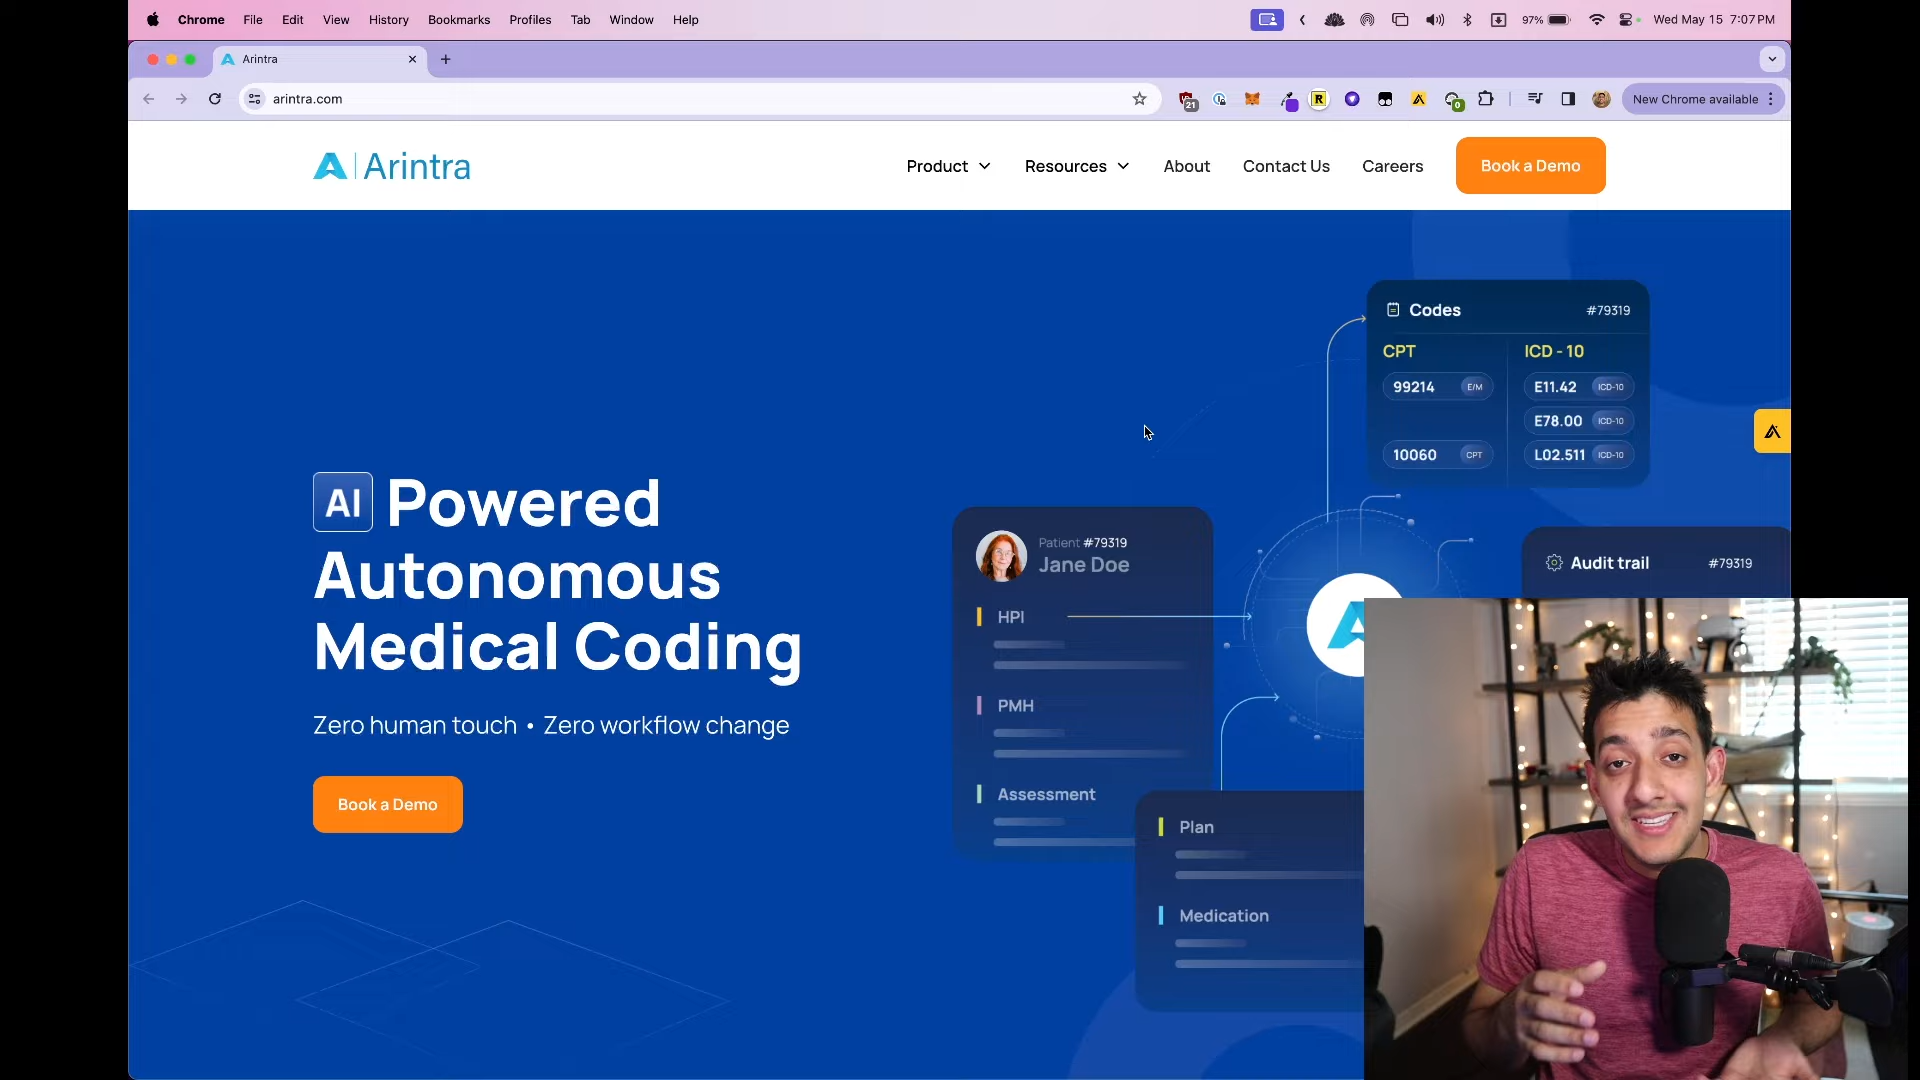 Chrome File Edit View History Bookmarks Profiles Tab Window Help 97% Wed May 15 7:07 PM
Arintra
arintra.com 21 R 0 New Chrome available
Arintra Product Resources About Contact Us Careers Book a Demo
Codes #79319
CPT ICD - 10
99214 E/M E11.42 ICD-10
E78.00 ICD-10
10060 CPT L02.511 ICD-10
AI Powered
Autonomous
Medical Coding
Zero human touch • Zero workflow change
Book a Demo
Patient #79319
Jane Doe
HPI
PMH
Assessment
Audit trail #79319
Plan
Medication